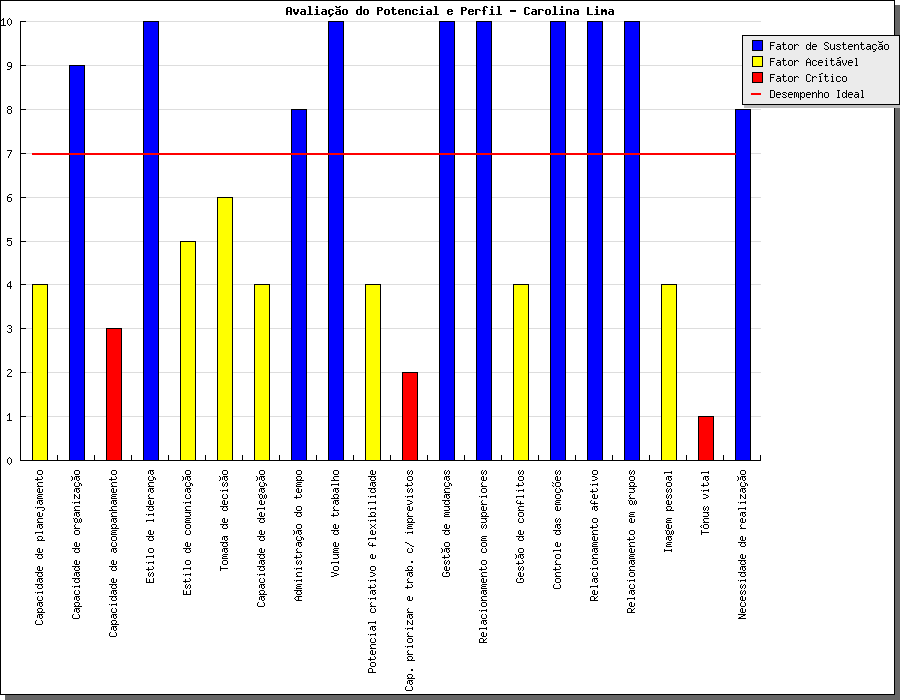 Avaliação do Potencial e Perfil - Carolina Lima
10
9
8
7
6
5
4
3
2
1
0
Fator de Sustentação
Fator Aceitável
Fator Crítico
Desempenho Ideal
Capacidade de planejamento
Capacidade de organização
Capacidade de acompanhamento
Estilo de liderança
Estilo de comunicação
Tomada de decisão
Capacidade de delegação
Administração do tempo
Volume de trabalho
Potencial criativo e flexibilidade
Cap. priorizar e trab. c/ imprevistos
Gestão de mudanças
Relacionamento com superiores
Gestão de conflitos
Controle das emoções
Relacionamento afetivo
Relacionamento em grupos
Imagem pessoal
Tônus vital
Necessidade de realização